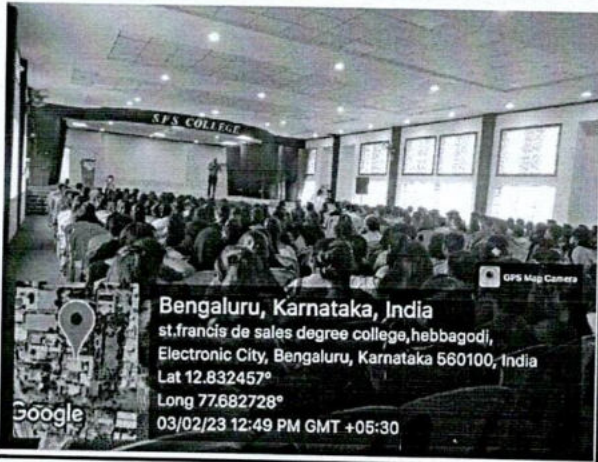 SFS COLLEGE
GPS Map Camera
Bengaluru, Karnataka, India
st.francis de sales degree college,hebbagodi,
Electronic City, Bengaluru, Karnataka 560100, India
Lat 12.832457°
Long 77.682728°
03/02/23 12:49 PM GMT +05:30
Google